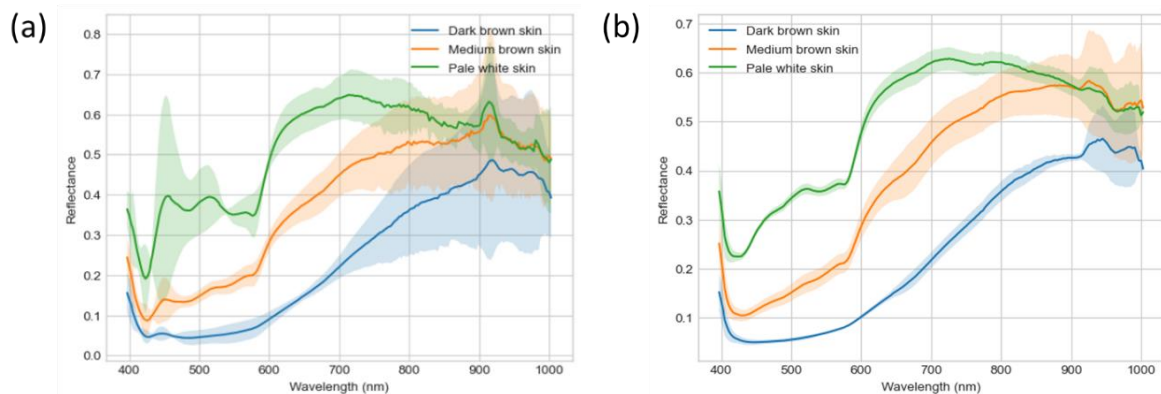 (a)
0.8
0.7
0.6
0.5
0.4
0.3
0.2
0.1
0.0
Reflectance
Dark brown skin
Medium brown skin
Pale white skin
400 500 600 700 800 900 1000
Wavelength (nm)
(b)
0.7
0.6
0.5
0.4
0.3
0.2
0.1
Reflectance
Dark brown skin
Medium brown skin
Pale white skin
400 500 600 700 800 900 1000
Wavelength (nm)